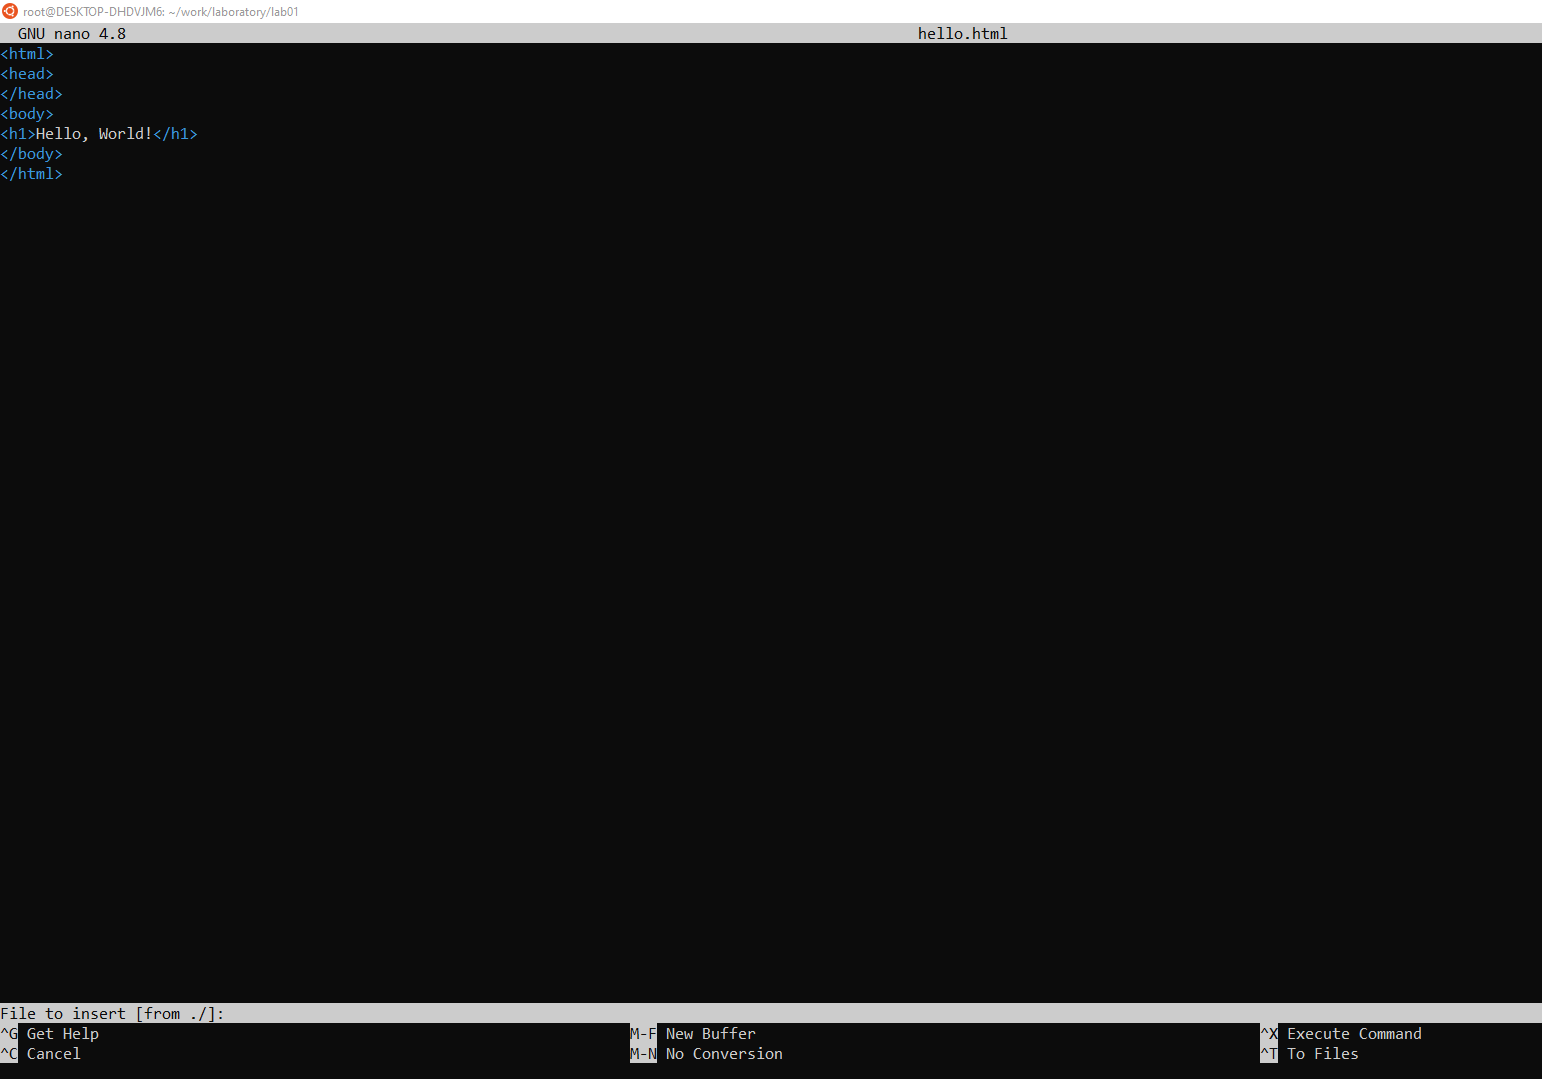 root@DESKTOP-DHDVJM6: ~/work/laboratory/lab01
GNU nano 4.8 hello.html
<html>
<head>
</head>
<body>
<h1>Hello, World!</h1>
</body>
</html>
File to insert [from ./]:
^G Get Help M-F New Buffer ^X Execute Command
^C Cancel M-N No Conversion ^T To Files